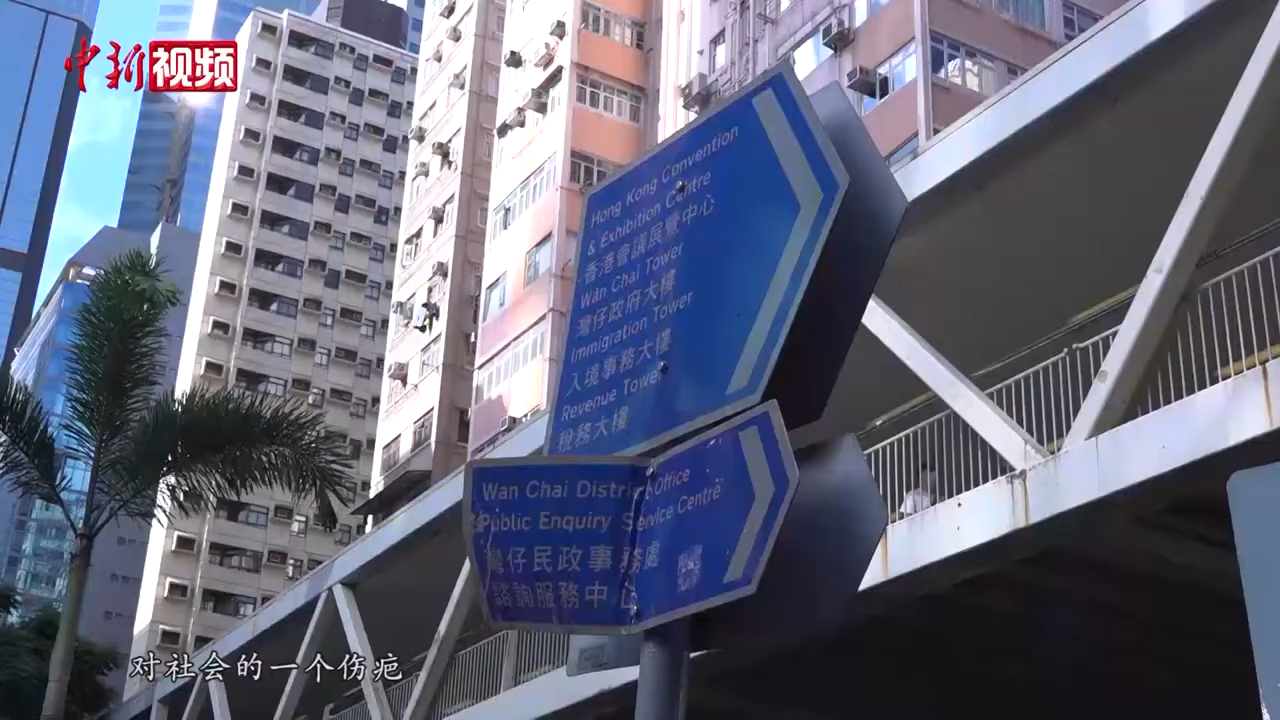 中新视频
Hong Kong Convention
& Exhibition Centre
香港會議展覽中心
Wan Chai Tower
灣仔政府大樓
Immigration Tower
入境事務大樓
Revenue Tower
稅務大樓
Wan Chai District Office
Public Enquiry Service Centre
灣仔民政事務處
諮詢服務中心
对社会的一个伤疤